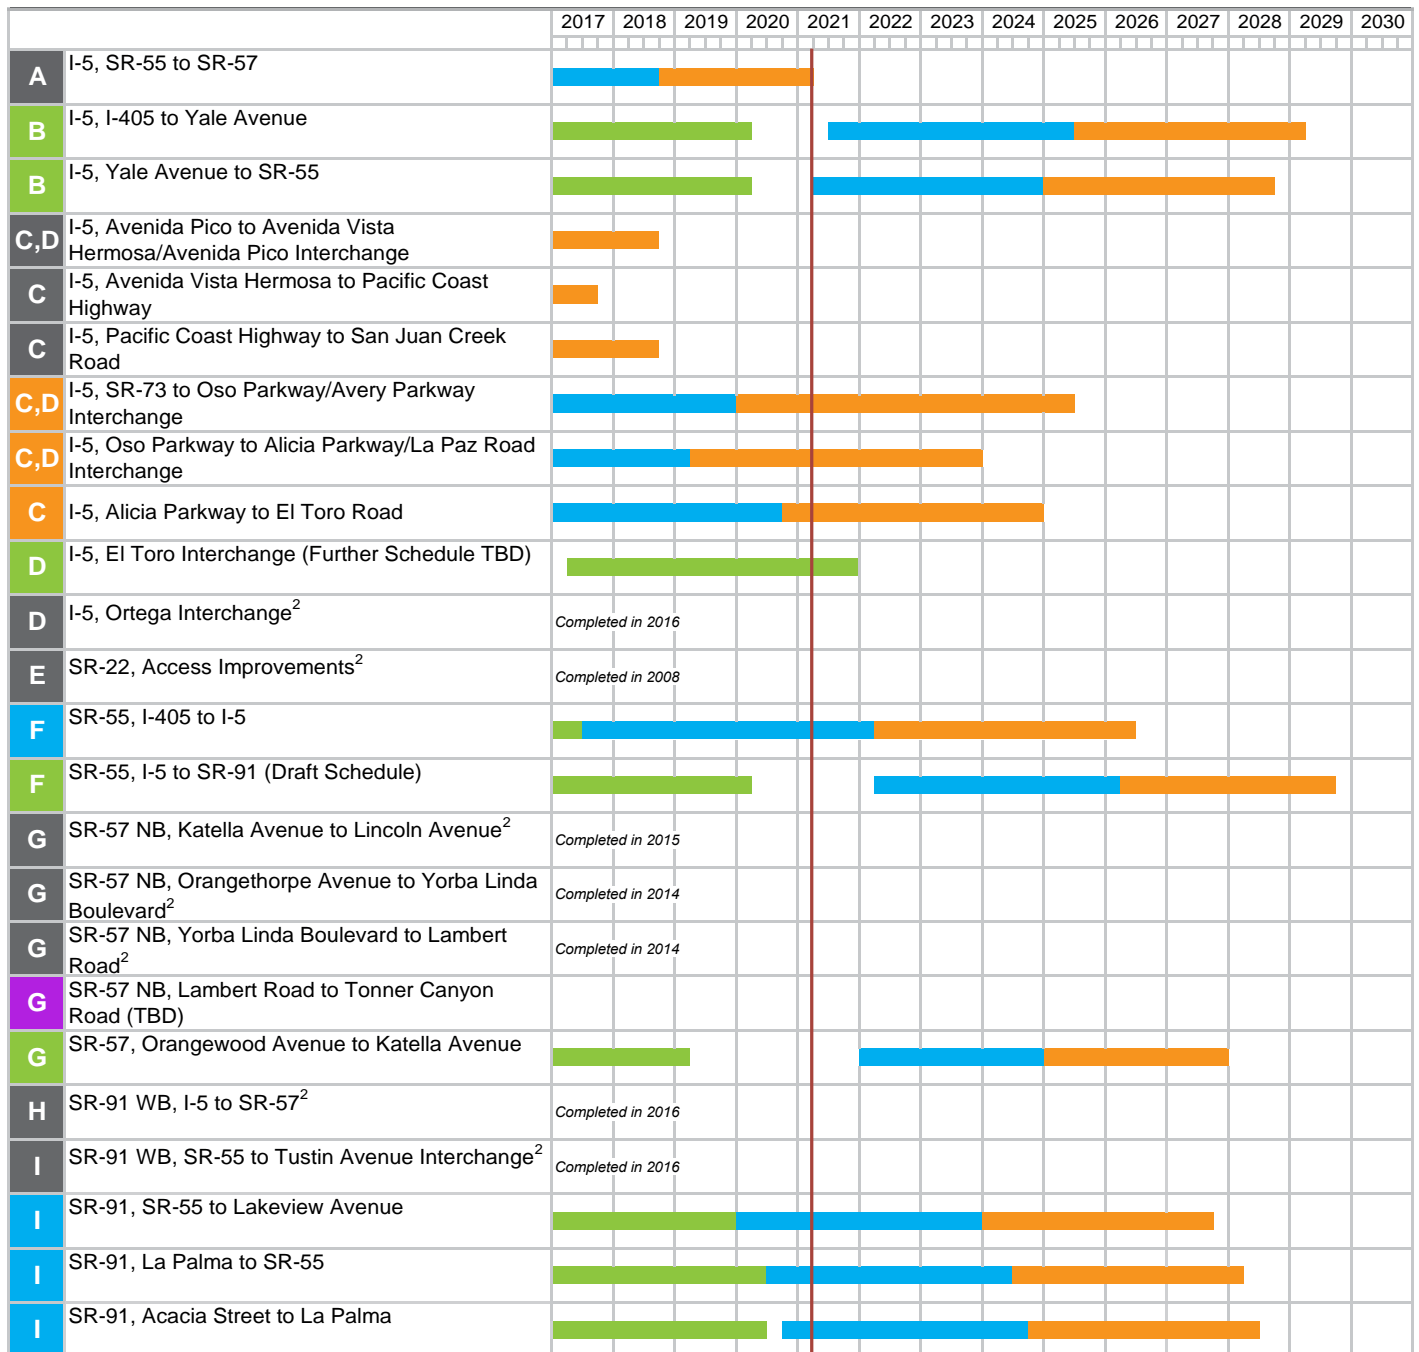 2017 2018 2019 2020 2021 2022 2023 2024 2025 2026 2027 2028 2029 2030
A I-5, SR-55 to SR-57
B I-5, I-405 to Yale Avenue
B I-5, Yale Avenue to SR-55
C,D I-5, Avenida Pico to Avenida Vista
Hermosa/Avenida Pico Interchange
C I-5, Avenida Vista Hermosa to Pacific Coast
Highway
C I-5, Pacific Coast Highway to San Juan Creek
Road
C,D I-5, SR-73 to Oso Parkway/Avery Parkway
Interchange
C,D I-5, Oso Parkway to Alicia Parkway/La Paz Road
Interchange
C I-5, Alicia Parkway to El Toro Road
D I-5, El Toro Interchange (Further Schedule TBD)
D I-5, Ortega Interchange2 Completed in 2016
E SR-22, Access Improvements2 Completed in 2008
F SR-55, I-405 to I-5
F SR-55, I-5 to SR-91 (Draft Schedule)
G SR-57 NB, Katella Avenue to Lincoln Avenue2 Completed in 2015
G SR-57 NB, Orangethorpe Avenue to Yorba Linda
Boulevard2 Completed in 2014
G SR-57 NB, Yorba Linda Boulevard to Lambert
Road2 Completed in 2014
G SR-57 NB, Lambert Road to Tonner Canyon
Road (TBD)
G SR-57, Orangewood Avenue to Katella Avenue
H SR-91 WB, I-5 to SR-572 Completed in 2016
I SR-91 WB, SR-55 to Tustin Avenue Interchange2 Completed in 2016
I SR-91, SR-55 to Lakeview Avenue
I SR-91, La Palma to SR-55
I SR-91, Acacia Street to La Palma